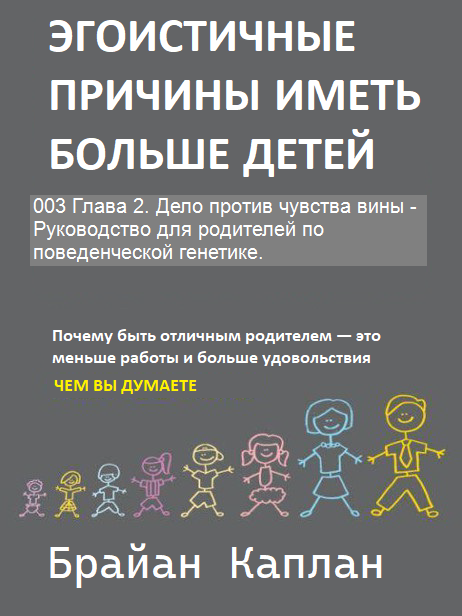 ЭГОИСТИЧНЫЕ
ПРИЧИНЫ ИМЕТЬ
БОЛЬШЕ ДЕТЕЙ
003 Глава 2. Дело против чувства вины -
Руководство для родителей по
поведенческой генетике.
Почему быть отличным родителем — это
меньше работы и больше удовольствия
ЧЕМ ВЫ ДУМАЕТЕ
Брайан Каплан